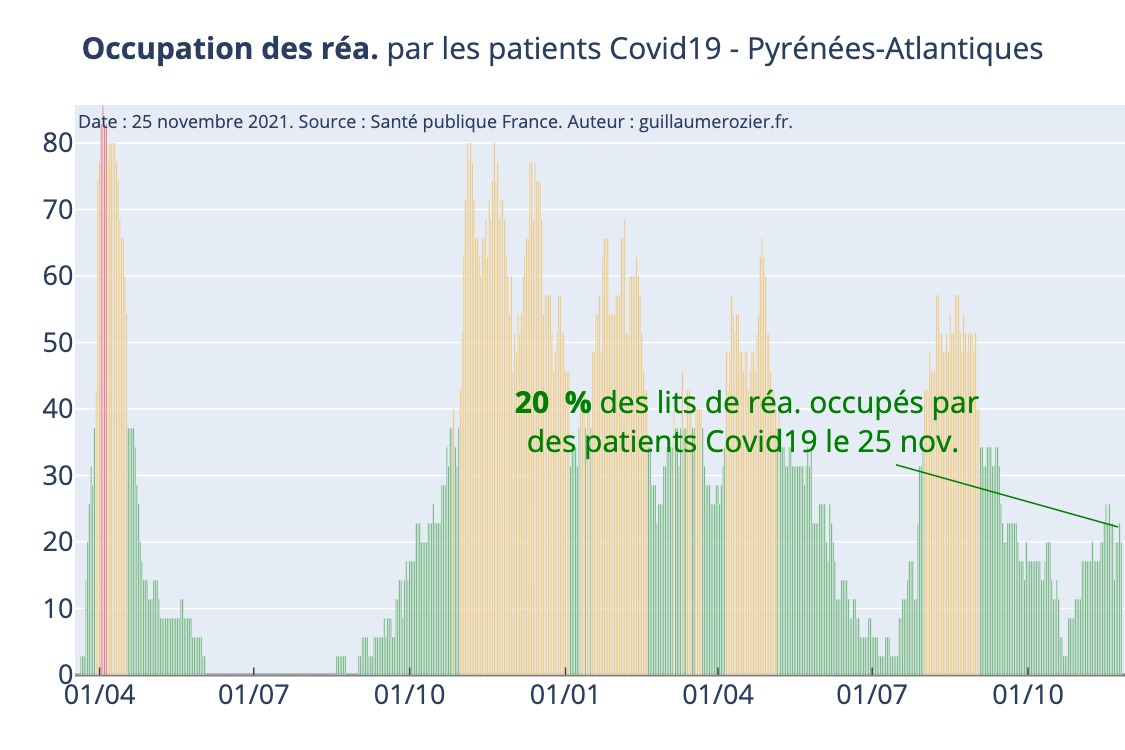 Occupation des réa. par les patients Covid19 - Pyrénées-Atlantiques
Date : 25 novembre 2021. Source : Santé publique France. Auteur : guillaumerozier.fr.
80
70
60
50
40
30
20
10
0
20 % des lits de réa. occupés par
des patients Covid19 le 25 nov.
01/04 01/07 01/10 01/01 01/04 01/07 01/10